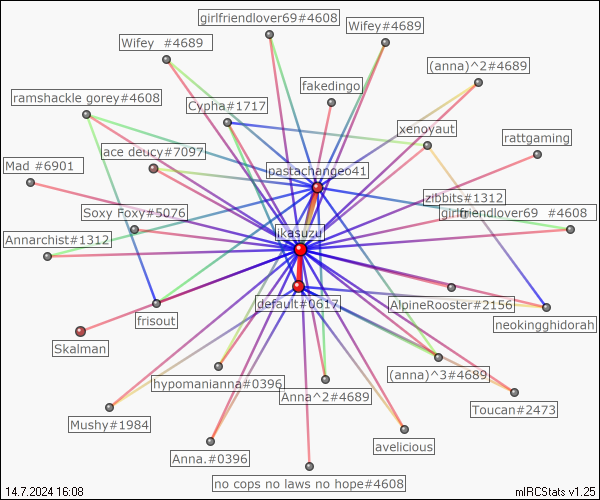 girlfriendlover69#4608
Wifey#4689
Wifey  #4689
(anna)^2#4689
fakedingo
ramshackle gorey#4608
Cypha#1717
xenoyaut
rattgaming
ace deucy#7097
Mad #6901
pastachangeo41
zibbits#1312
Soxy Foxy#5076
girlfriendlover69  #4608
Annarchist#1312
ikasuzu
default#0617
AlpineRooster#2156
frisout
neokingghidorah
Skalman
(anna)^3#4689
hypomanianna#0396
Anna^2#4689
Toucan#2473
Mushy#1984
avelicious
Anna.#0396
no cops no laws no hope#4608
14.7.2024 16:08
mIRCStats v1.25